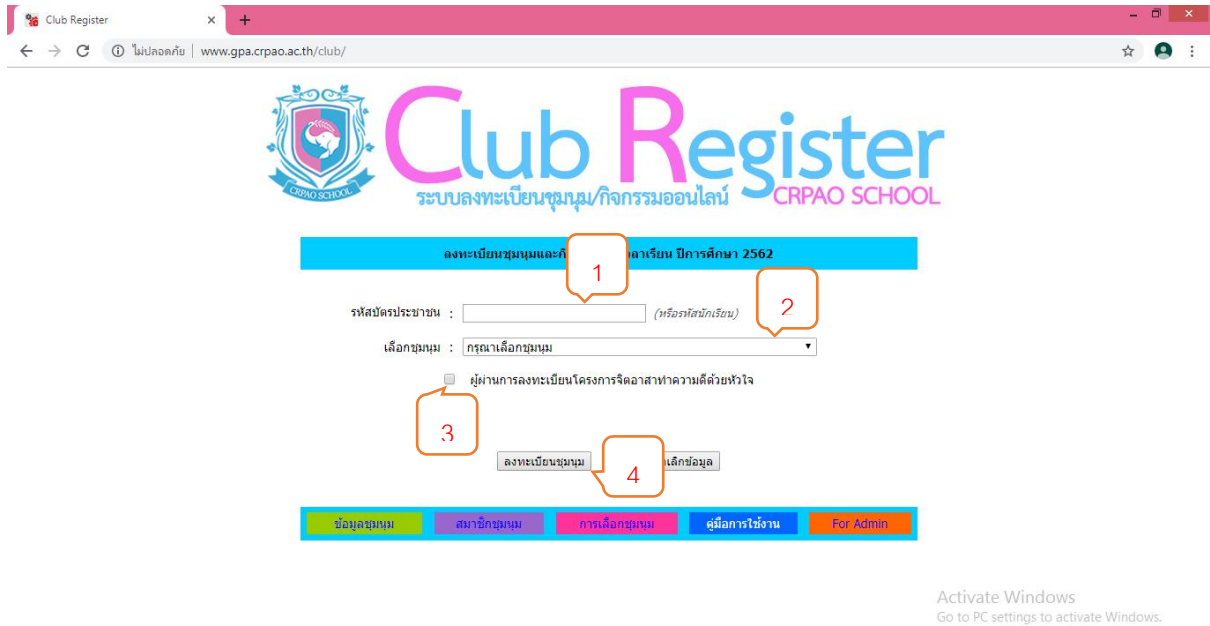 Club Register
ไม่ปลอดภัย | www.gpa.crpao.ac.th/club/
Club Register
CRPAO SCHOOL
ระบบลงทะเบียนชุมนุม/กิจกรรมออนไลน์ CRPAO SCHOOL
ลงทะเบียนชุมนุมและกิ ลาเรียน ปีการศึกษา 2562
1
2
รหัสบัตรประชาชน : (หรือรหัสนักเรียน)
เลือกชุมนุม : กรุณาเลือกชุมนุม
ผู้ผ่านการลงทะเบียนโครงการจิตอาสาทำความดีด้วยหัวใจ
3
ลงทะเบียนชุมนุม 4 เล็กข้อมูล
ข้อมูลชุมนุม สมาชิกชุมนุม การเลือกชุมนุม คู่มือการใช้งาน For Admin
Activate Windows
Go to PC settings to activate Windows.